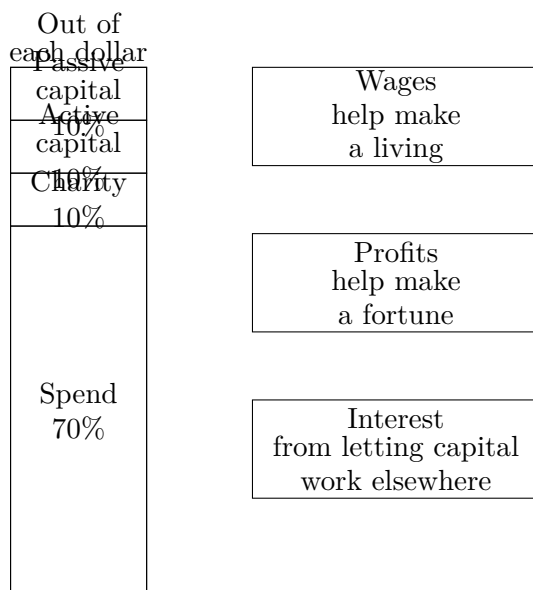 Out of
each dollar
Passive
capital
10%
Active
capital
10%
Charity
10%
Spend
70%
Wages
help make
a living
Profits
help make
a fortune
Interest
from letting capital
work elsewhere